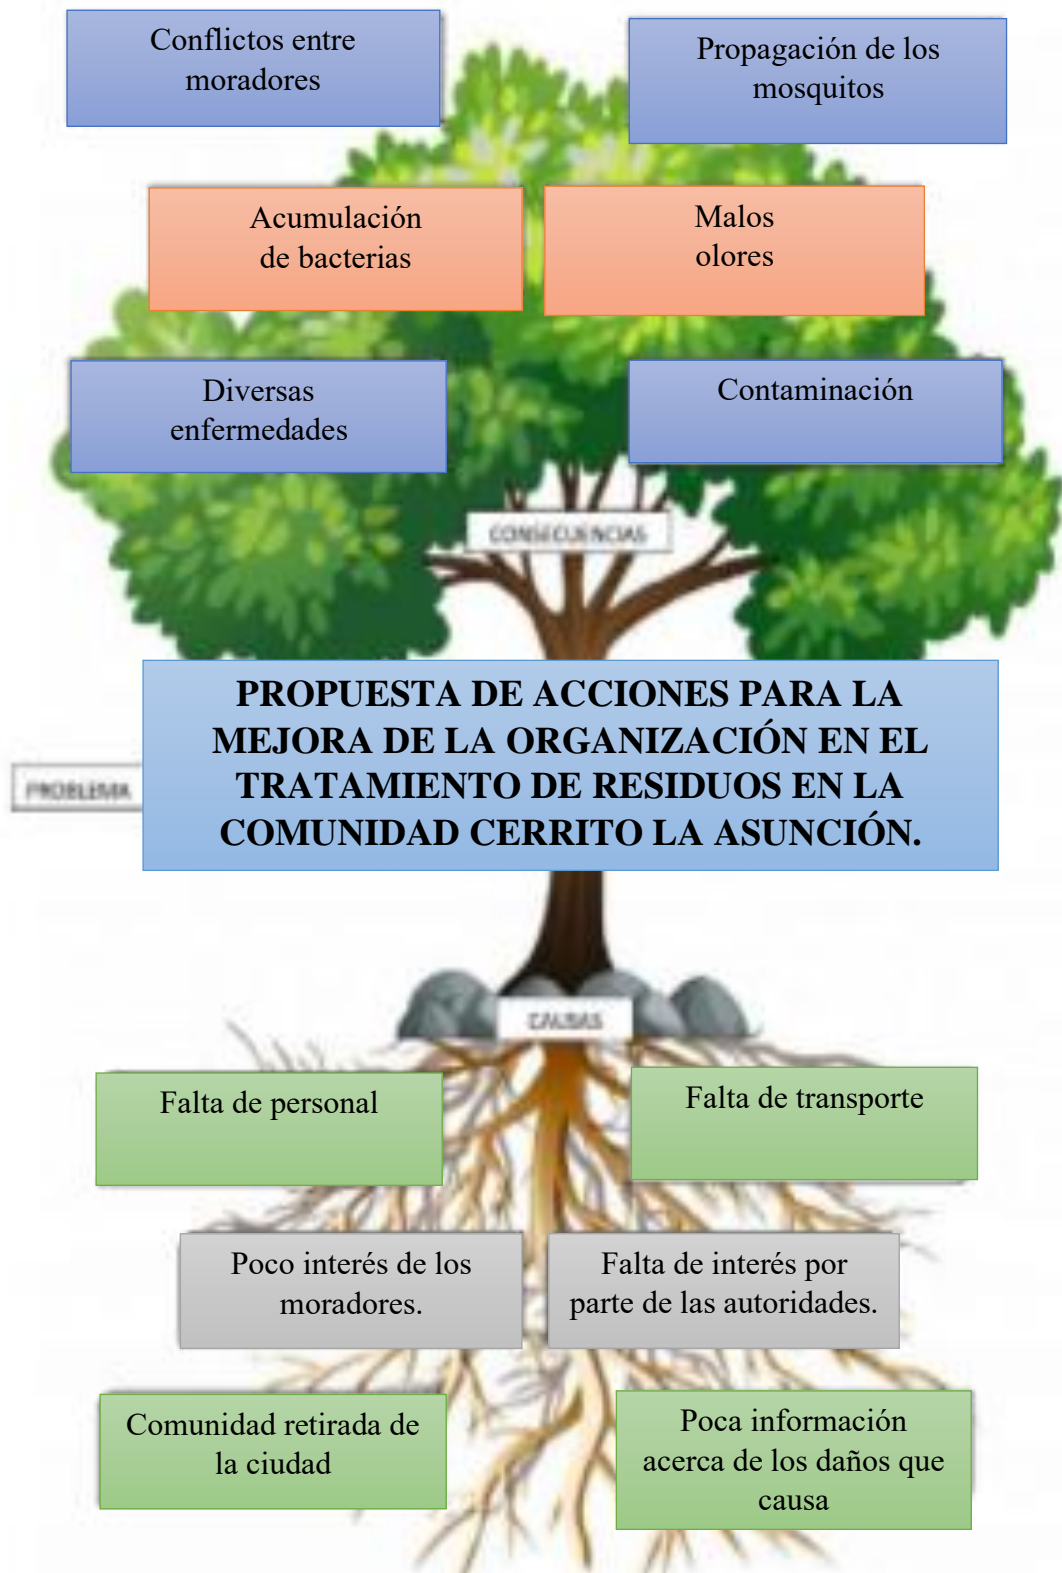 Conflictos entre
moradores
Propagación de los
mosquitos
Acumulación
de bacterias
Malos
olores
Diversas
enfermedades
Contaminación
CONSECUENCIAS
PROPUESTA DE ACCIONES PARA LA
MEJORA DE LA ORGANIZACIÓN EN EL
TRATAMIENTO DE RESIDUOS EN LA
COMUNIDAD CERRITO LA ASUNCIÓN.
PROBLEMA
CAUSAS
Falta de personal
Falta de transporte
Poco interés de los
moradores.
Falta de interés por
parte de las autoridades.
Comunidad retirada de
la ciudad
Poca información
acerca de los daños que
causa